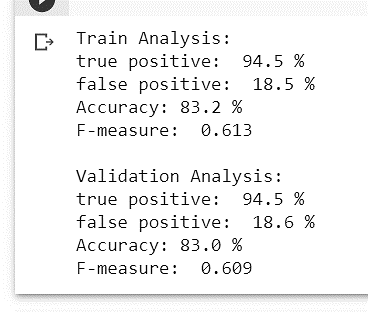 Train Analysis:
true positive:  94.5 %
false positive:  18.5 %
Accuracy: 83.2 %
F-measure:  0.613
Validation Analysis:
true positive:  94.5 %
false positive:  18.6 %
Accuracy: 83.0 %
F-measure:  0.609